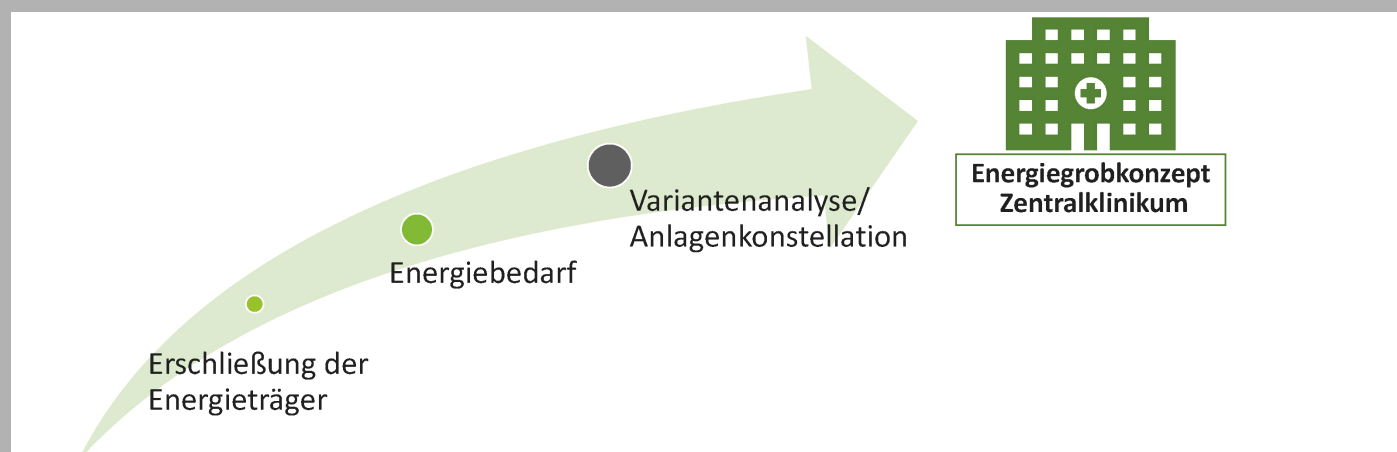 Energiegrobkonzept
Zentralklinikum
Variantenanalyse/
Anlagenkonstellation
Energiebedarf
Erschließung der
Energieträger